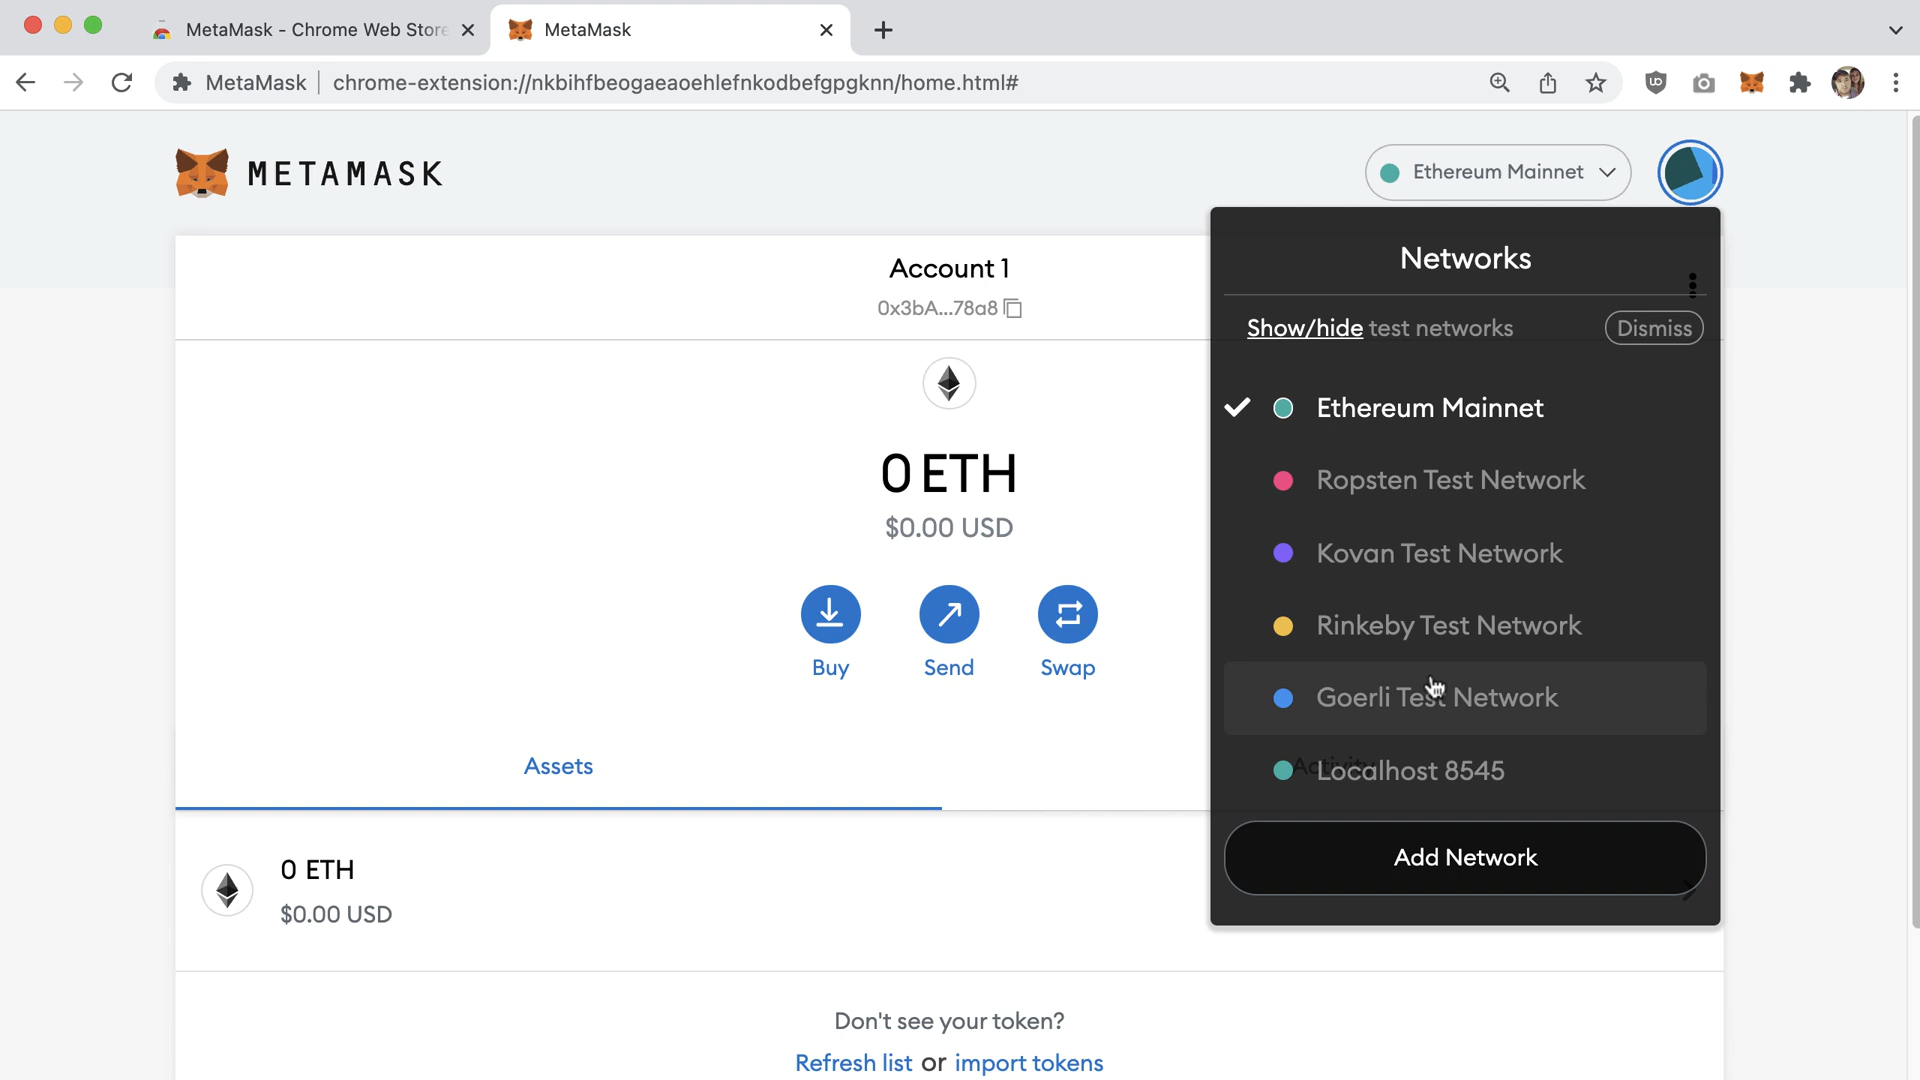 MetaMask - Chrome Web Store
MetaMask
MetaMask
chrome-extension://nkbihfbeogaeaoehlefnkodbefgpgknn/home.html#
METAMASK
Ethereum Mainnet
Account 1
0x3bA...78a8
0 ETH
$0.00 USD
Buy
Send
Swap
Assets
Activity
0 ETH
$0.00 USD
Don't see your token?
Refresh list or import tokens
Networks
Show/hide test networks
Dismiss
Ethereum Mainnet
Ropsten Test Network
Kovan Test Network
Rinkeby Test Network
Goerli Test Network
Localhost 8545
Add Network